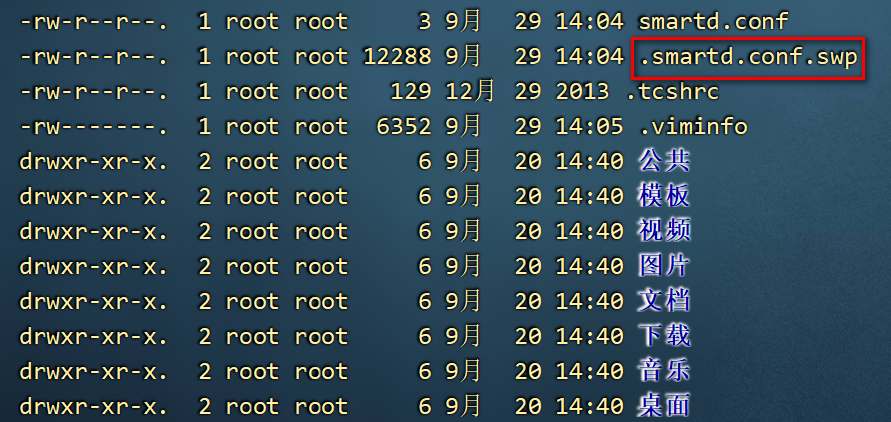 -rw-r--r--. 1 root root 3 9月 29 14:04 smartd.conf
-rw-r--r--. 1 root root 12288 9月 29 14:04 .smartd.conf.swp
-rw-r--r--. 1 root root 129 12月 29 2013 .tcshrc
-rw-------. 1 root root 6352 9月 29 14:05 .viminfo
drwxr-xr-x. 2 root root 6 9月 20 14:40 公共
drwxr-xr-x. 2 root root 6 9月 20 14:40 模板
drwxr-xr-x. 2 root root 6 9月 20 14:40 视频
drwxr-xr-x. 2 root root 6 9月 20 14:40 图片
drwxr-xr-x. 2 root root 6 9月 20 14:40 文档
drwxr-xr-x. 2 root root 6 9月 20 14:40 下载
drwxr-xr-x. 2 root root 6 9月 20 14:40 音乐
drwxr-xr-x. 2 root root 6 9月 20 14:40 桌面